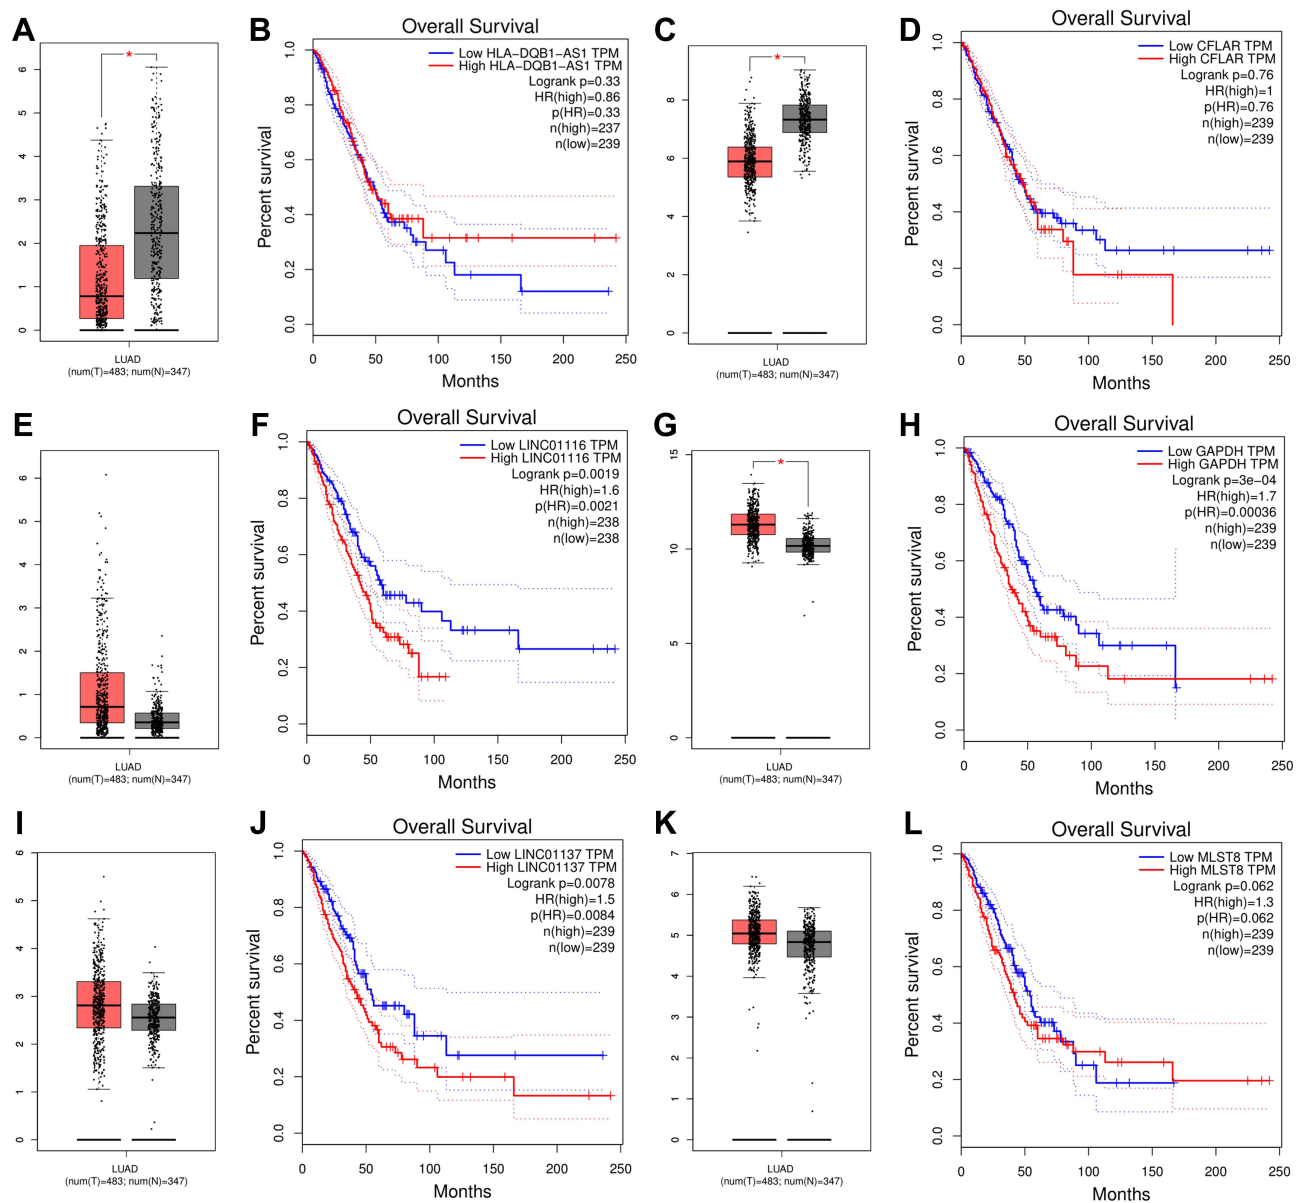 A
*
6
5
4
3
2
1
0
LUAD
(num(T)=483; num(N)=347)
B
Overall Survival
Low HLA-DQB1-AS1 TPM
High HLA-DQB1-AS1 TPM
Logrank p=0.33
HR(high)=0.86
p(HR)=0.33
n(high)=237
n(low)=239
Percent survival
1.0
0.8
0.6
0.4
0.2
0.0
0 50 100 150 200 250
Months
C
*
8
6
4
2
0
LUAD
(num(T)=483; num(N)=347)
D
Overall Survival
Low CFLAR TPM
High CFLAR TPM
Logrank p=0.76
HR(high)=1
p(HR)=0.76
n(high)=239
n(low)=239
Percent survival
1.0
0.8
0.6
0.4
0.2
0.0
0 50 100 150 200 250
Months
E
6
5
4
3
2
1
0
LUAD
(num(T)=483; num(N)=347)
F
Overall Survival
Low LINC01116 TPM
High LINC01116 TPM
Logrank p=0.0019
HR(high)=1.6
p(HR)=0.0021
n(high)=238
n(low)=238
Percent survival
1.0
0.8
0.6
0.4
0.2
0.0
0 50 100 150 200 250
Months
G
*
15
10
5
0
LUAD
(num(T)=483; num(N)=347)
H
Overall Survival
Low GAPDH TPM
High GAPDH TPM
Logrank p=3e-04
HR(high)=1.7
p(HR)=0.00036
n(high)=239
n(low)=239
Percent survival
1.0
0.8
0.6
0.4
0.2
0.0
0 50 100 150 200 250
Months
I
6
5
4
3
2
1
0
LUAD
(num(T)=483; num(N)=347)
J
Overall Survival
Low LINC01137 TPM
High LINC01137 TPM
Logrank p=0.0078
HR(high)=1.5
p(HR)=0.0084
n(high)=239
n(low)=239
Percent survival
1.0
0.8
0.6
0.4
0.2
0.0
0 50 100 150 200 250
Months
K
7
6
5
4
3
2
1
0
LUAD
(num(T)=483; num(N)=347)
L
Overall Survival
Low MLST8 TPM
High MLST8 TPM
Logrank p=0.062
HR(high)=1.3
p(HR)=0.062
n(high)=239
n(low)=239
Percent survival
1.0
0.8
0.6
0.4
0.2
0.0
0 50 100 150 200 250
Months